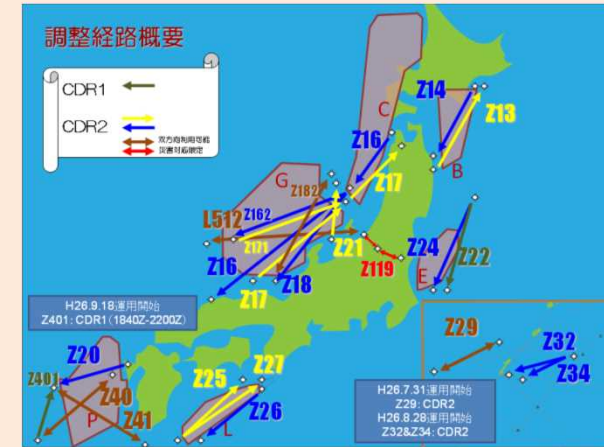 調整経路概要
CDR1
CDR2
双方向利用可能
災害対応限定
Z14
C
Z13
Z16
B
Z17
G
Z182
L512
Z162
Z171
Z21
Z24
Z22
Z16
Z18
Z119
E
Z17
H26.9.18運用開始
Z401:CDR1(1840Z-2200Z)
Z29
Z32
Z34
Z20
Z27
Z25
Z401
Z40
Z26
P
Z41
L
H26.7.31運用開始
Z29:CDR2
H26.8.28運用開始
Z32&Z34:CDR2